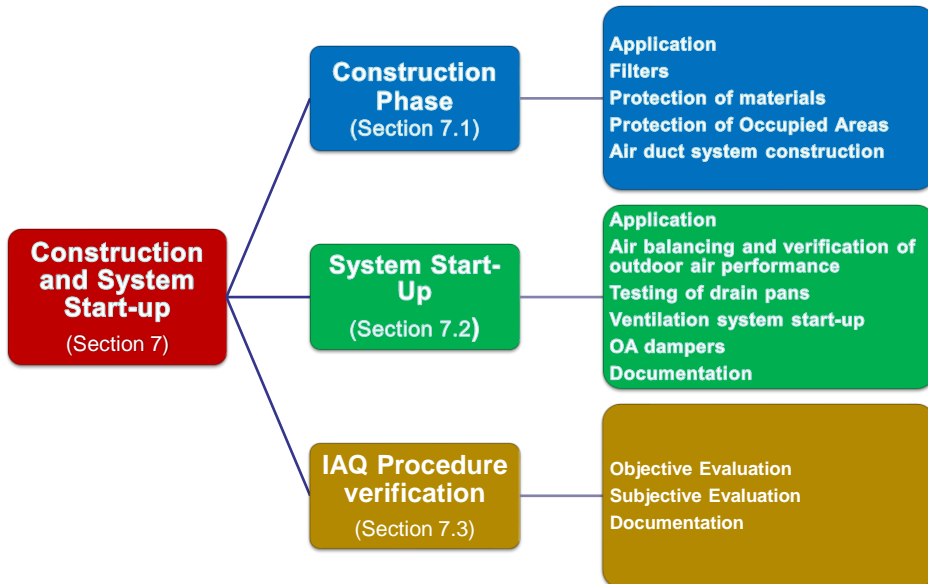 Construction
and System
Start-up
(Section 7)
Construction
Phase
(Section 7.1)
Application
Filters
Protection of materials
Protection of Occupied Areas
Air duct system construction
System Start-
Up
(Section 7.2)
Application
Air balancing and verification of
outdoor air performance
Testing of drain pans
Ventilation system start-up
OA dampers
Documentation
IAQ Procedure
verification
(Section 7.3)
Objective Evaluation
Subjective Evaluation
Documentation